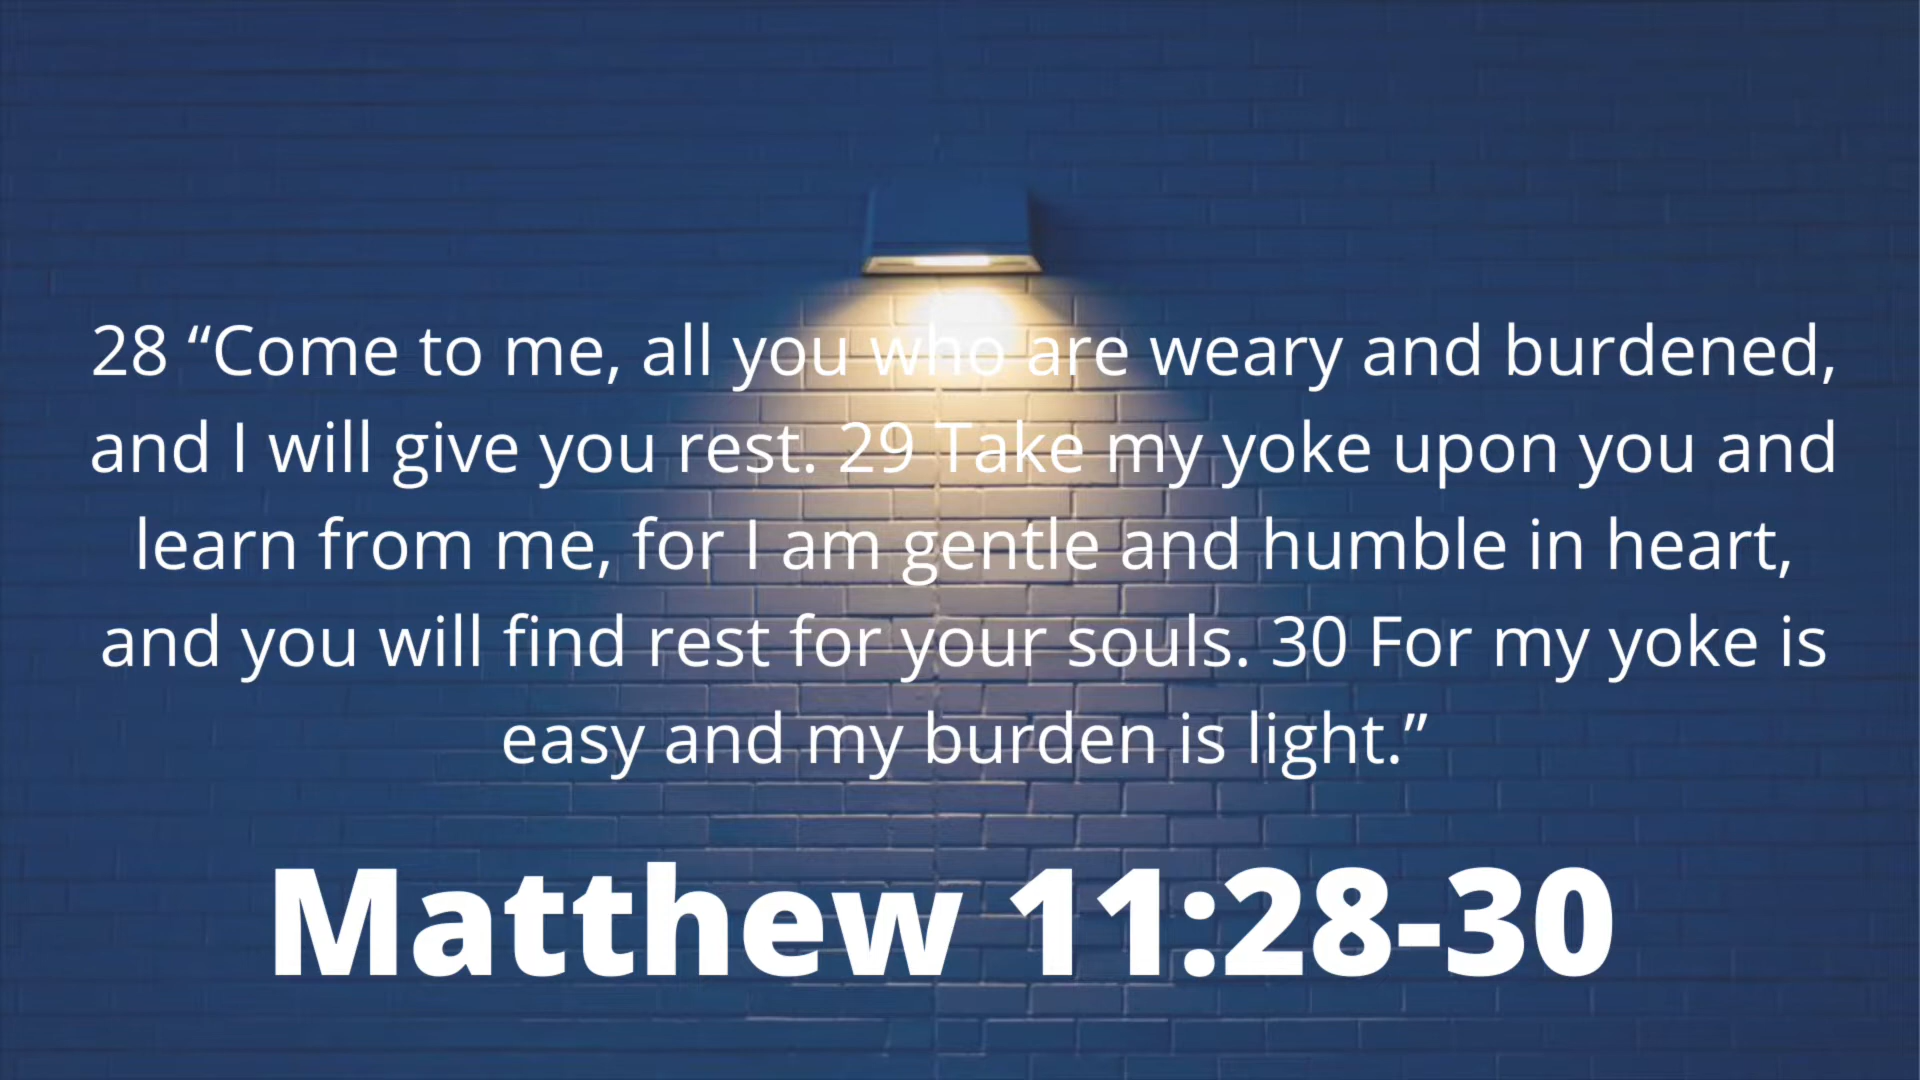 28 “Come to me, all you who are weary and burdened,
and I will give you rest. 29 Take my yoke upon you and
learn from me, for I am gentle and humble in heart,
and you will find rest for your souls. 30 For my yoke is
easy and my burden is light.”
Matthew 11:28-30